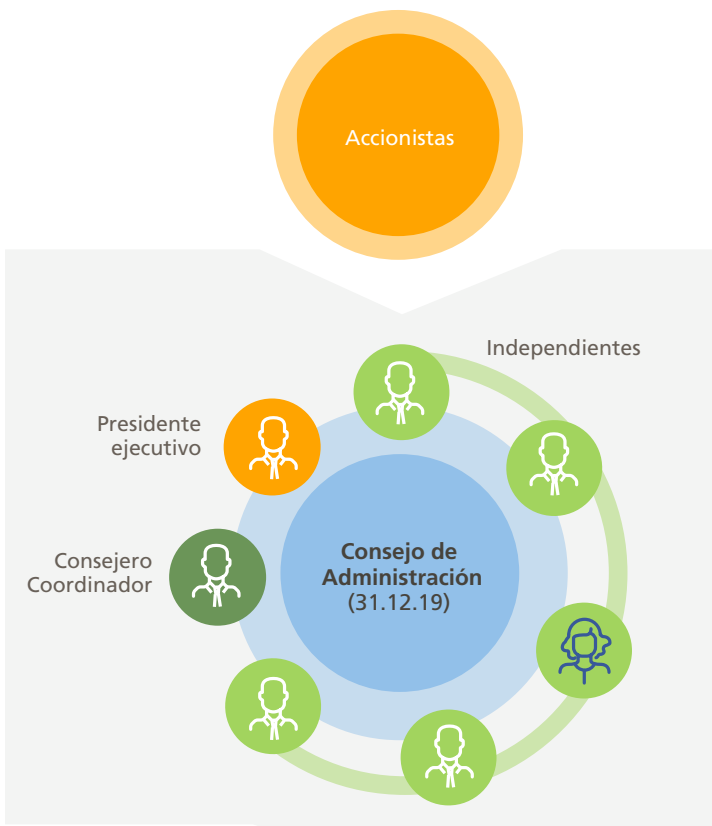 Accionistas
Independientes
Presidente
ejecutivo
Consejero
Coordinador
Consejo de
Administración
(31.12.19)